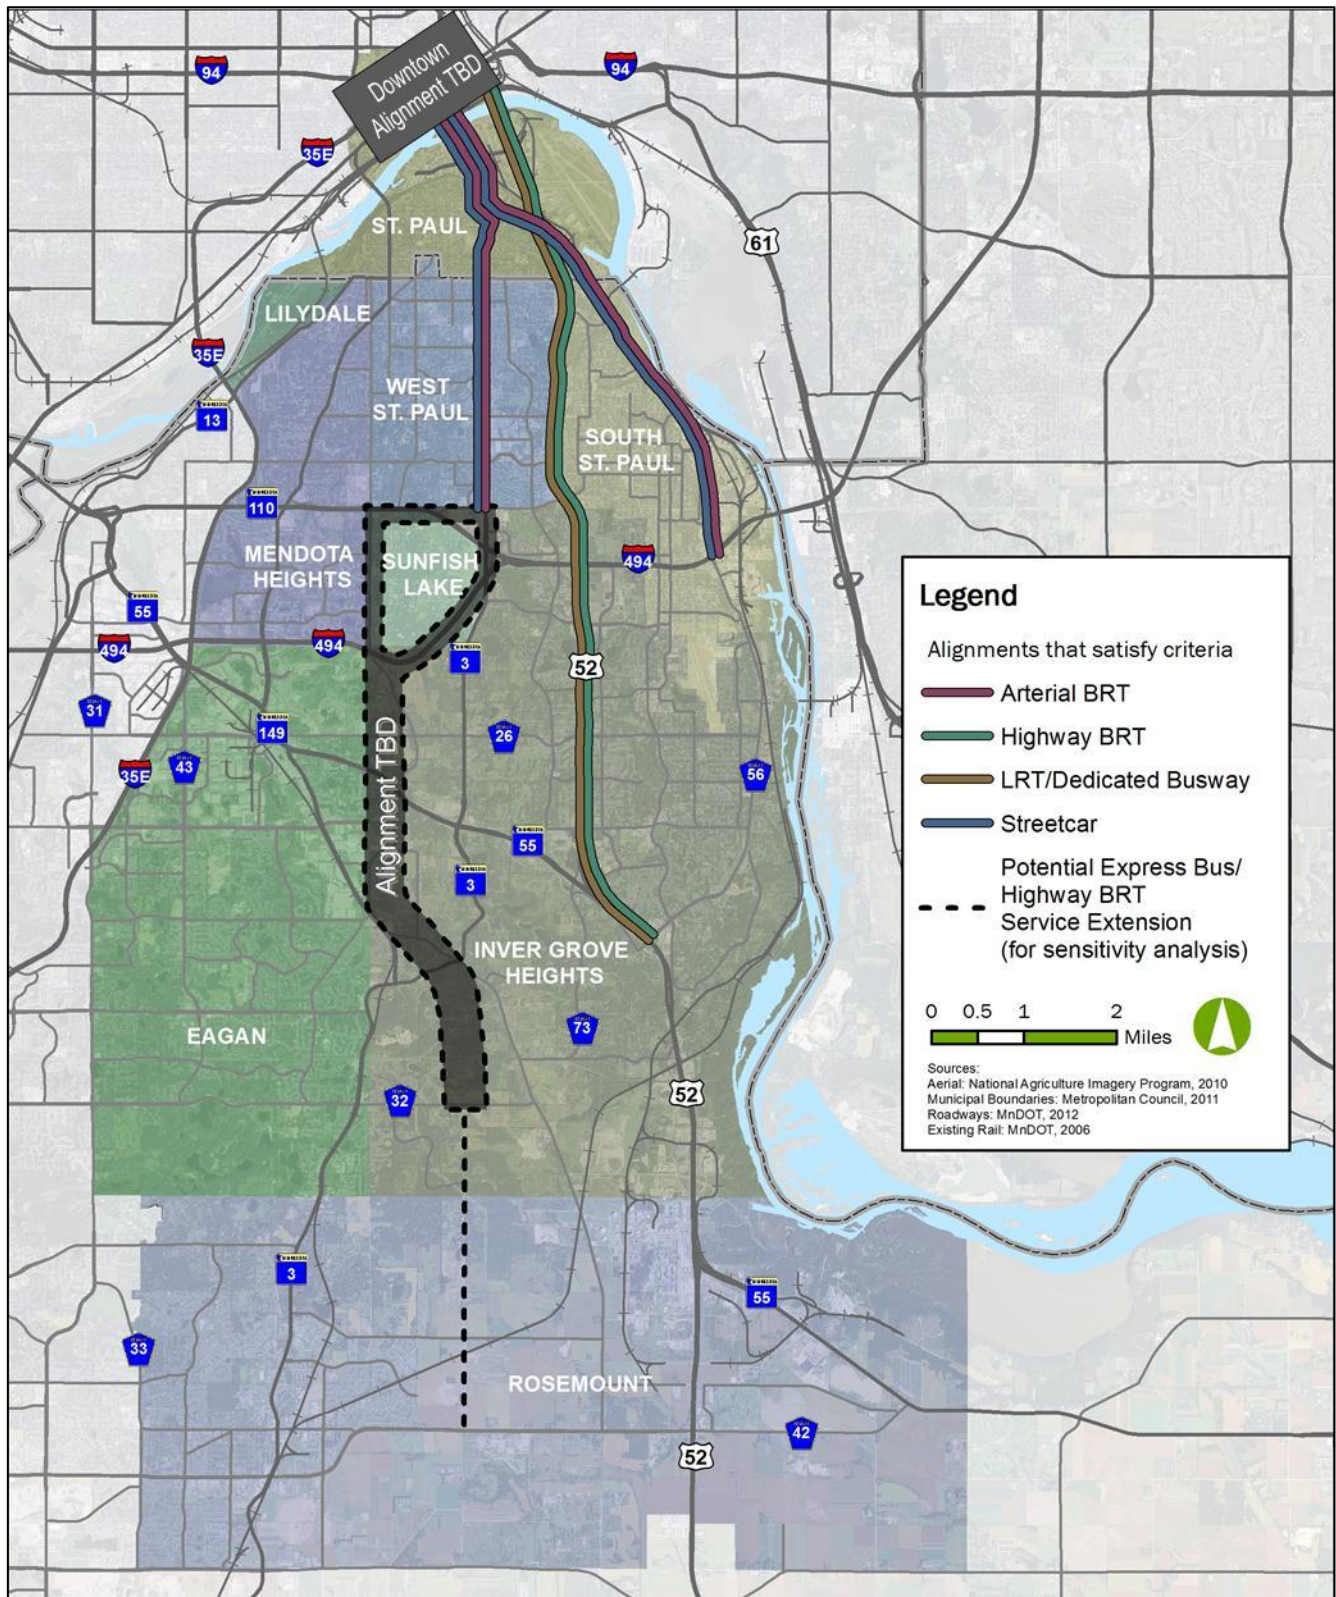 Downtown
Alignment TBD
94
94
35E
61
ST. PAUL
LILYDALE
35E
13
WEST
ST. PAUL
SOUTH
ST. PAUL
110
MENDOTA
HEIGHTS
SUNFISH
LAKE
494
55
494
494
3
52
31
149
26
43
35E
56
Alignment TBD
55
3
INVER GROVE
HEIGHTS
EAGAN
73
32
52
3
55
33
ROSEMOUNT
42
52
Legend
Alignments that satisfy criteria
Arterial BRT
Highway BRT
LRT/Dedicated Busway
Streetcar
Potential Express Bus/
Highway BRT
Service Extension
(for sensitivity analysis)
0 0.5 1 2
Miles
Sources:
Aerial: National Agriculture Imagery Program, 2010
Municipal Boundaries: Metropolitan Council, 2011
Roadways: MnDOT, 2012
Existing Rail: MnDOT, 2006